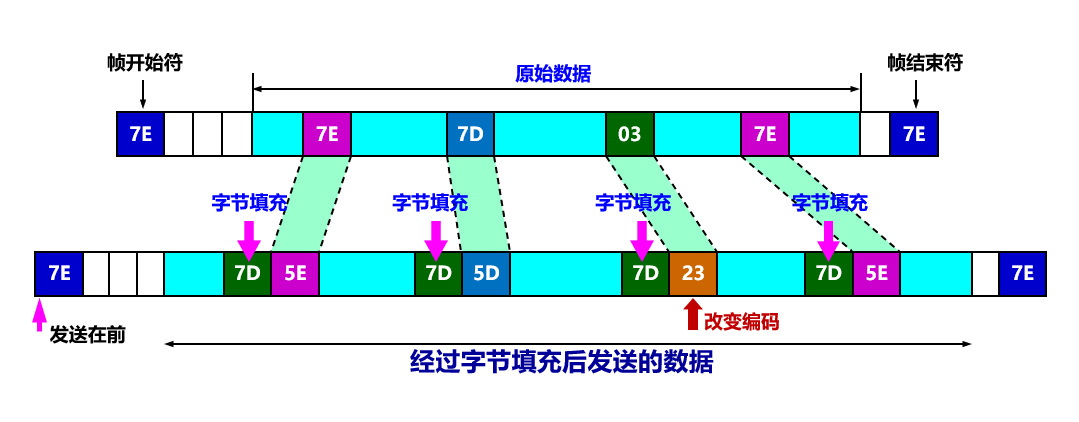 帧开始符
原始数据
帧结束符
7E 7E 7D 03 7E 7E
字节填充 字节填充 字节填充 字节填充
7E 7D 5E 7D 5D 7D 23 7D 5E 7E
发送在前
改变编码
经过字节填充后发送的数据